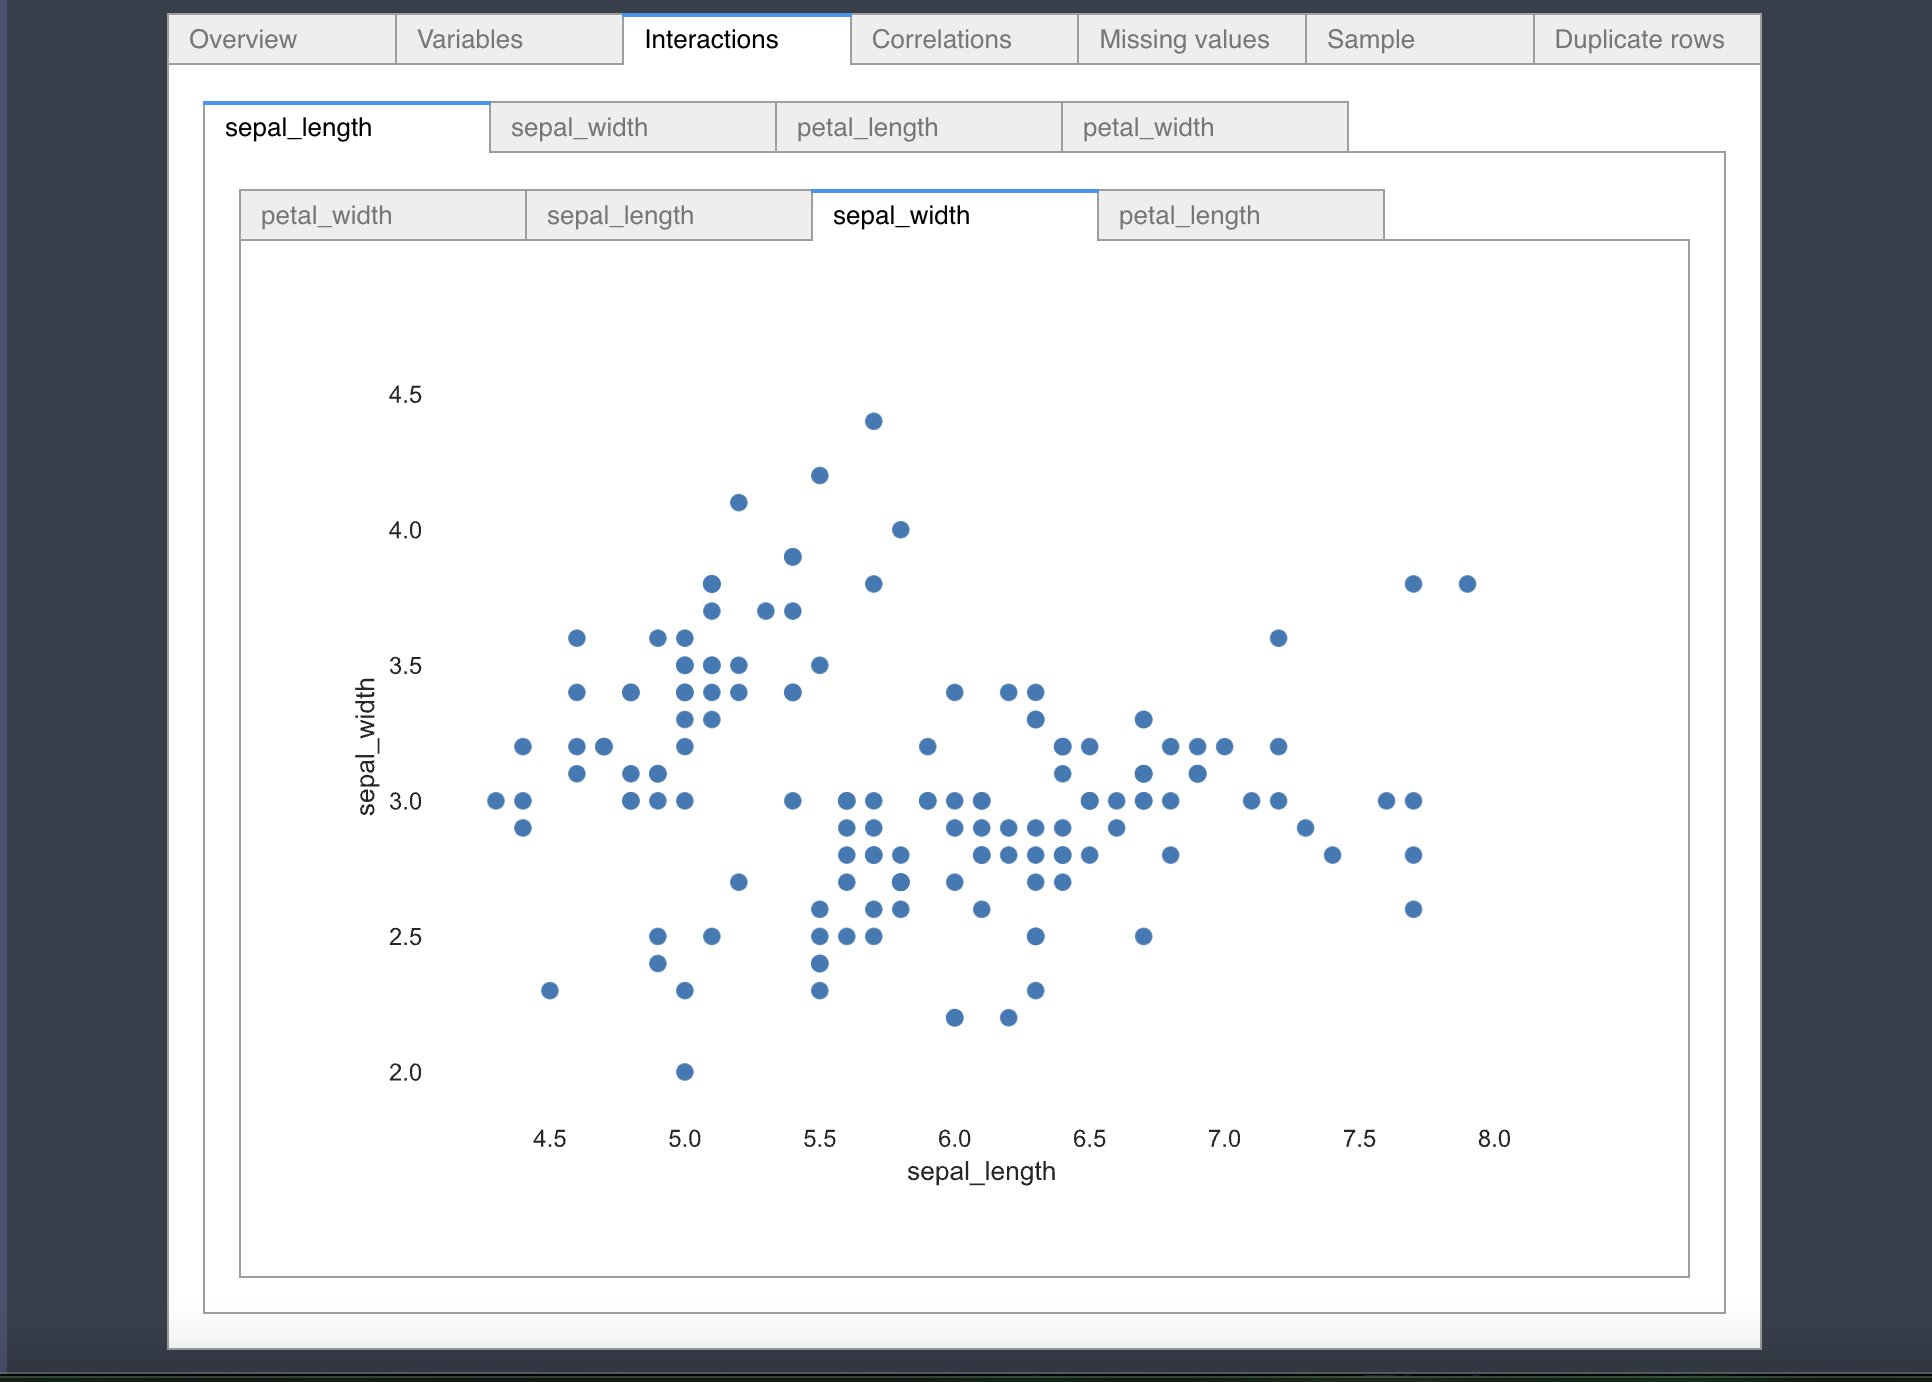 Overview Variables Interactions Correlations Missing values Sample Duplicate rows
sepal_length sepal_width petal_length petal_width
petal_width sepal_length sepal_width petal_length
4.5
4.0
3.5
sepal_width
3.0
2.5
2.0
4.5 5.0 5.5 6.0 6.5 7.0 7.5 8.0
sepal_length